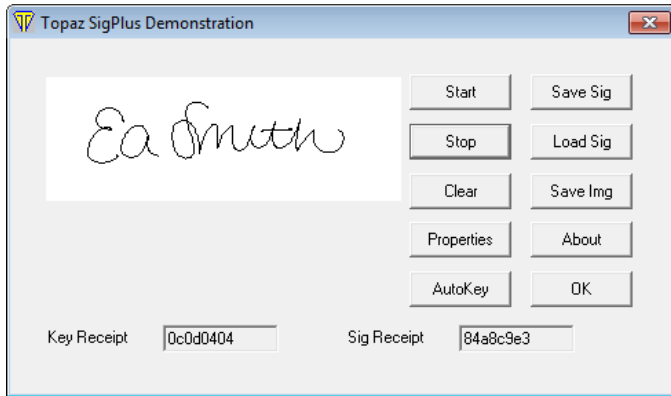 Topaz SigPlus Demonstration
Ea Smith
Start Save Sig
Stop Load Sig
Clear Save Img
Properties About
AutoKey OK
Key Receipt 0c0d0404 Sig Receipt 84a8c9e3